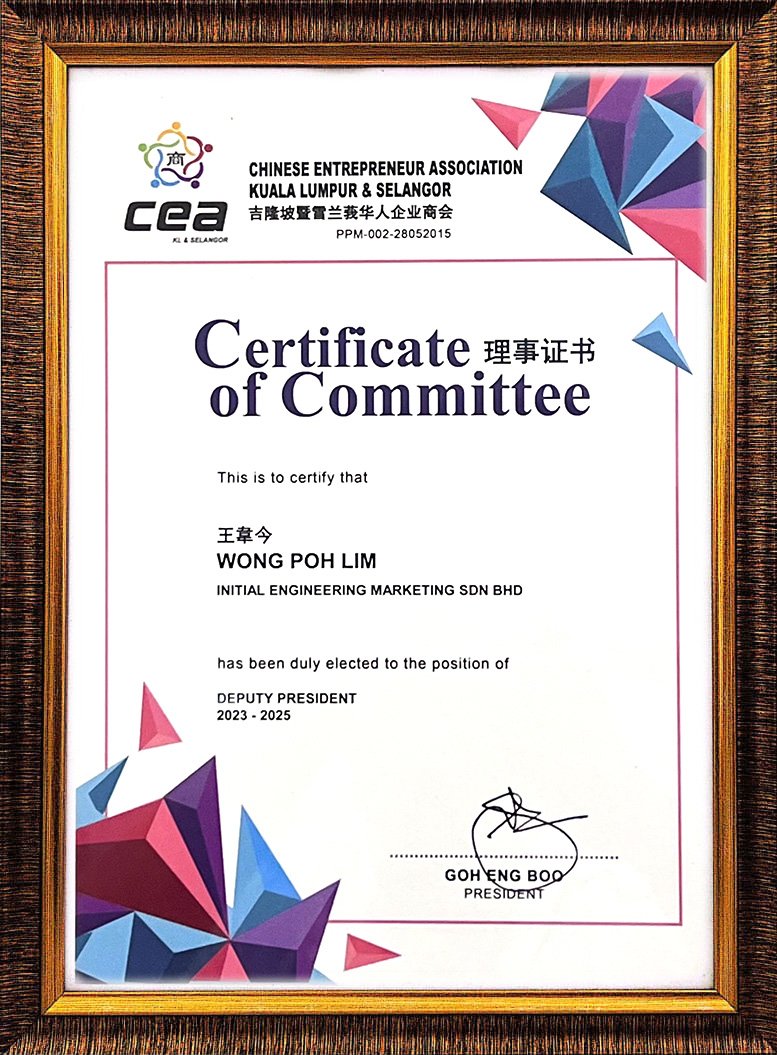 商
cea
KL & SELANGOR
CHINESE ENTREPRENEUR ASSOCIATION
KUALA LUMPUR & SELANGOR
吉隆坡暨雪兰莪华人企业商会
PPM-002-28052015
Certificate 理事证书
of Committee
This is to certify that
王韋今
WONG POH LIM
INITIAL ENGINEERING MARKETING SDN BHD
has been duly elected to the position of
DEPUTY PRESIDENT
2023 - 2025
GOH ENG BOO
PRESIDENT